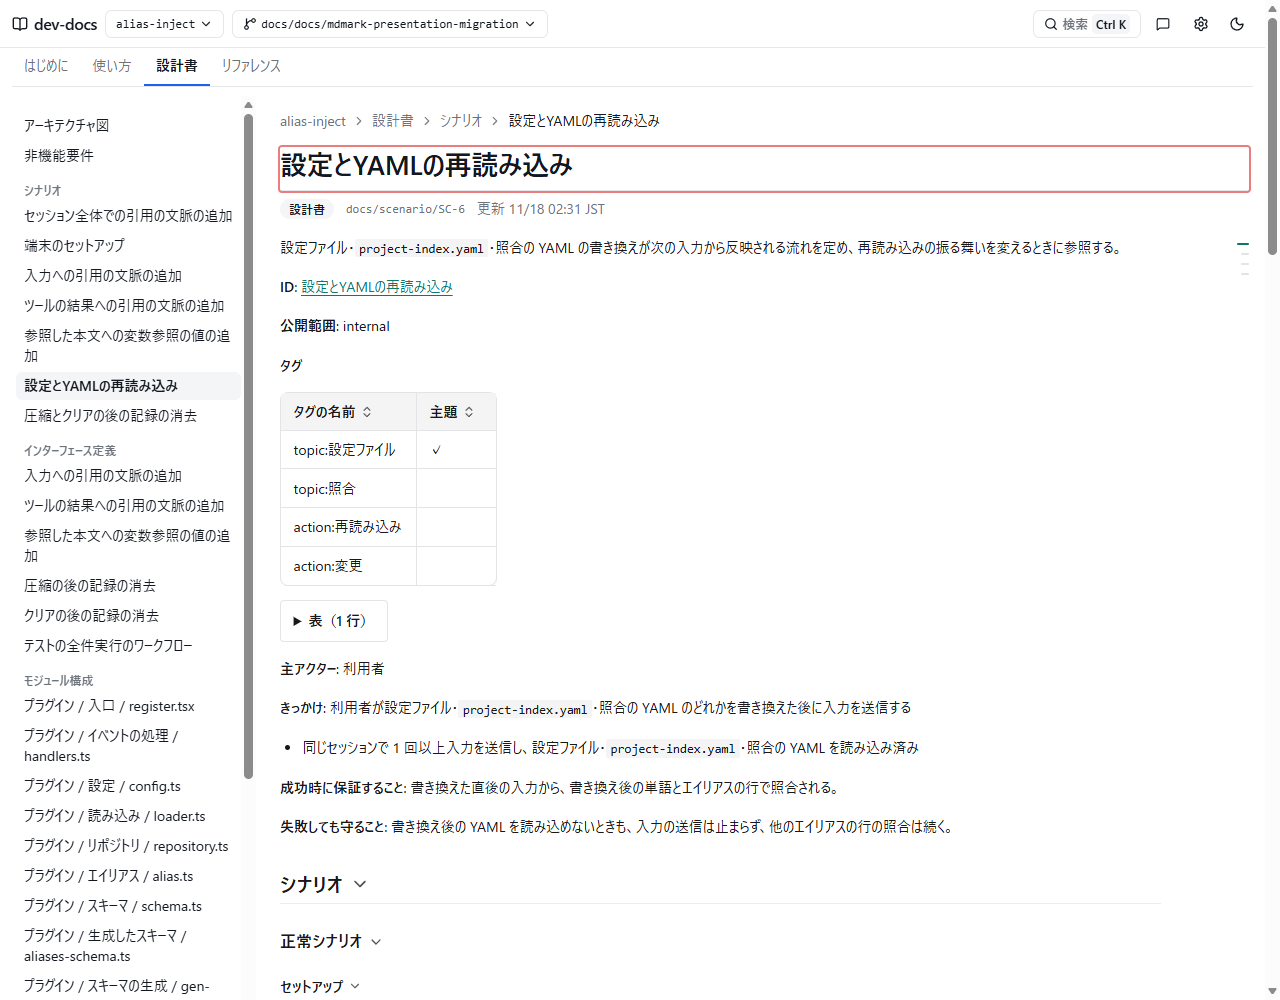 dev-docs
alias-inject
docs/docs/mdmark-presentation-migration
検索 Ctrl K
はじめに 使い方 設計書 リファレンス
アーキテクチャ図
非機能要件
シナリオ
セッション全体での引用の文脈の追加
端末のセットアップ
入力への引用の文脈の追加
ツールの結果への引用の文脈の追加
参照した本文への変数参照の値の追
加
設定とYAMLの再読み込み
圧縮とクリアの後の記録の消去
インターフェース定義
入力への引用の文脈の追加
ツールの結果への引用の文脈の追加
参照した本文への変数参照の値の追
加
圧縮の後の記録の消去
クリアの後の記録の消去
テストの全件実行のワークフロー
モジュール構成
プラグイン / 入口 / register.tsx
プラグイン / イベントの処理 /
handlers.ts
プラグイン / 設定 / config.ts
プラグイン / 読み込み / loader.ts
プラグイン / リポジトリ / repository.ts
プラグイン / エイリアス / alias.ts
プラグイン / スキーマ / schema.ts
プラグイン / 生成したスキーマ /
aliases-schema.ts
プラグイン / スキーマの生成 / gen-
alias-inject > 設計書 > シナリオ > 設定とYAMLの再読み込み
設定とYAMLの再読み込み
設計書 docs/scenario/SC-6 更新 11/18 02:31 JST
設定ファイル・project-index.yaml・照合の YAML の書き換えが次の入力から反映される流れを定め、再読み込みの振る舞いを変えるときに参照する。
ID: 設定とYAMLの再読み込み
公開範囲: internal
タグ
タグの名前 主題
topic:設定ファイル ✓
topic:照合
action:再読み込み
action:変更
▶ 表（1 行）
主アクター: 利用者
きっかけ: 利用者が設定ファイル・project-index.yaml・照合の YAML のどれかを書き換えた後に入力を送信する
• 同じセッションで 1 回以上入力を送信し、設定ファイル・project-index.yaml・照合の YAML を読み込み済み
成功時に保証すること: 書き換えた直後の入力から、書き換え後の単語とエイリアスの行で照合される。
失敗しても守ること: 書き換え後の YAML を読み込めないときも、入力の送信は止まらず、他のエイリアスの行の照合は続く。
シナリオ
正常シナリオ
セットアップ